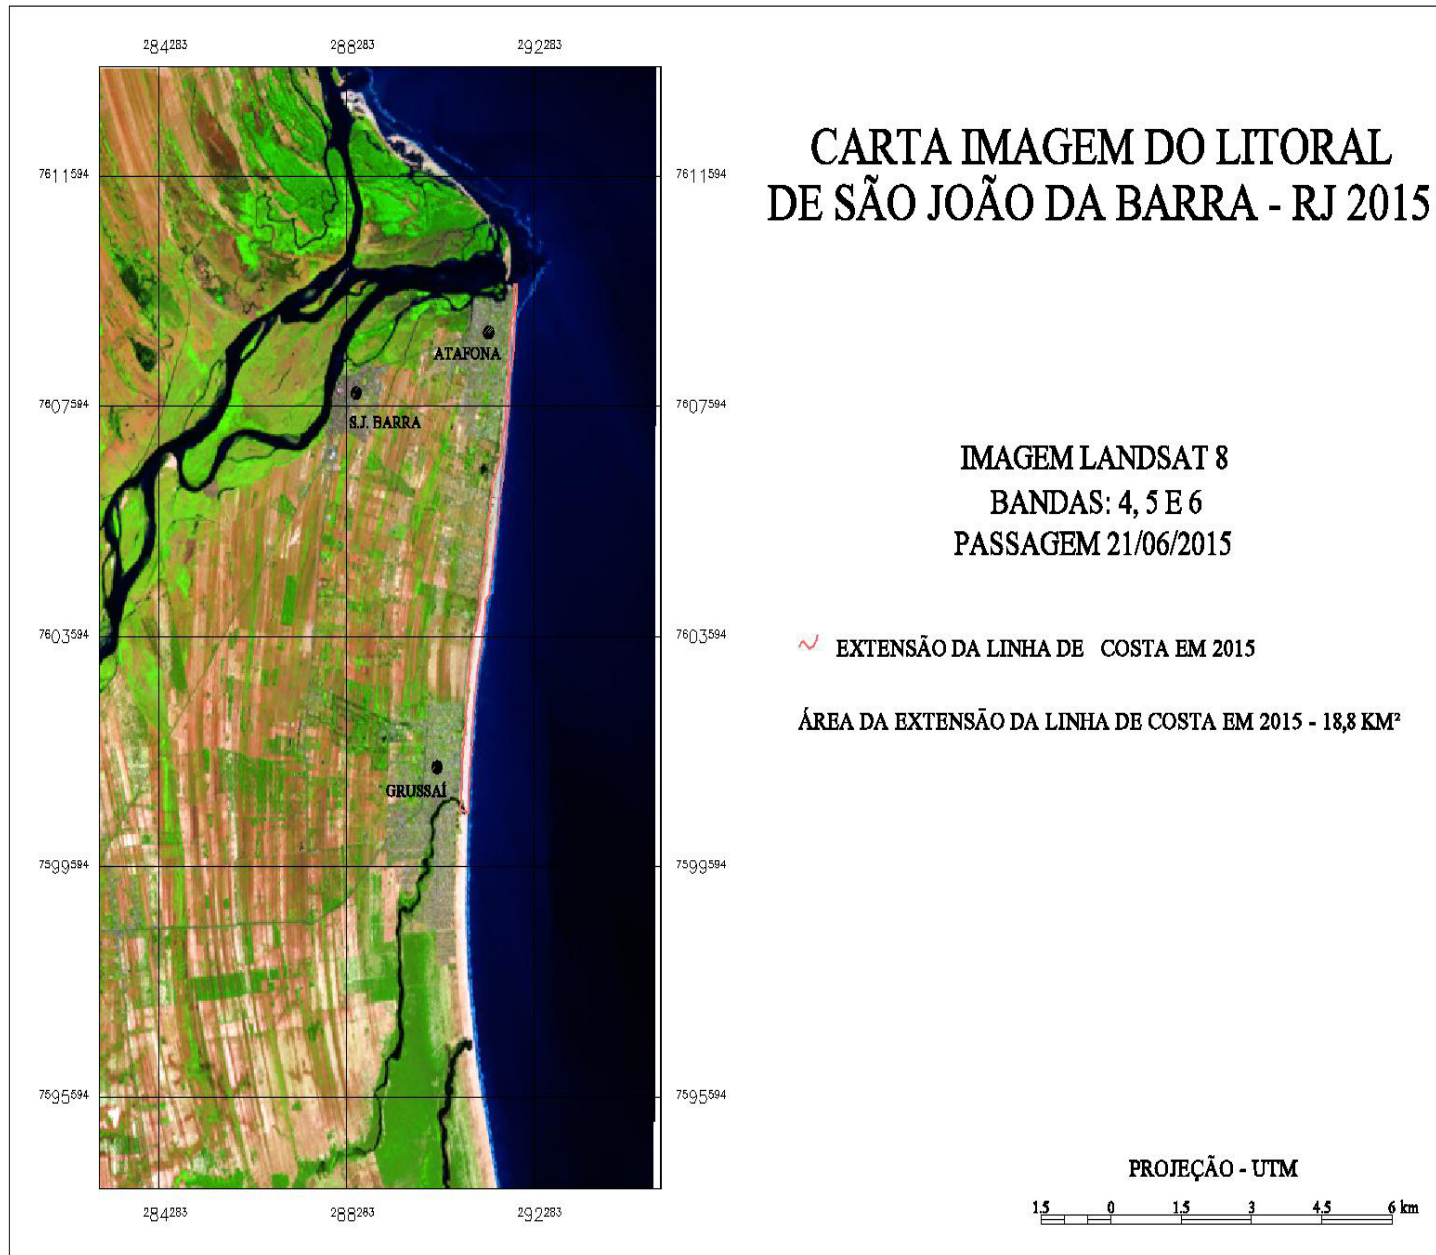 284283 288283 292283
CARTA IMAGEM DO LITORAL
DE SÃO JOÃO DA BARRA - RJ 2015
7611594 7611594
ATAFONA
7607594 7607594
S.J. BARRA
IMAGEM LANDSAT 8
BANDAS: 4, 5 E 6
PASSAGEM 21/06/2015
7603594 7603594
EXTENSÃO DA LINHA DE COSTA EM 2015
ÁREA DA EXTENSÃO DA LINHA DE COSTA EM 2015 - 18,8 KM²
GRUSSAÍ
7599594 7599594
7595594 7595594
PROJEÇÃO - UTM
1.5 0 1.5 3 4.5 6 km
284283 288283 292283